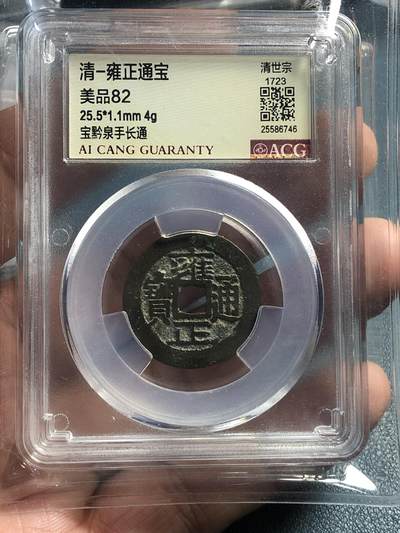 清-雍正通宝
美品82
25.5*1.1mm 4g
宝黔泉手长通
AI CANG GUARANTY
清世宗
1723
25586746
ACG
雍
正
通
寶